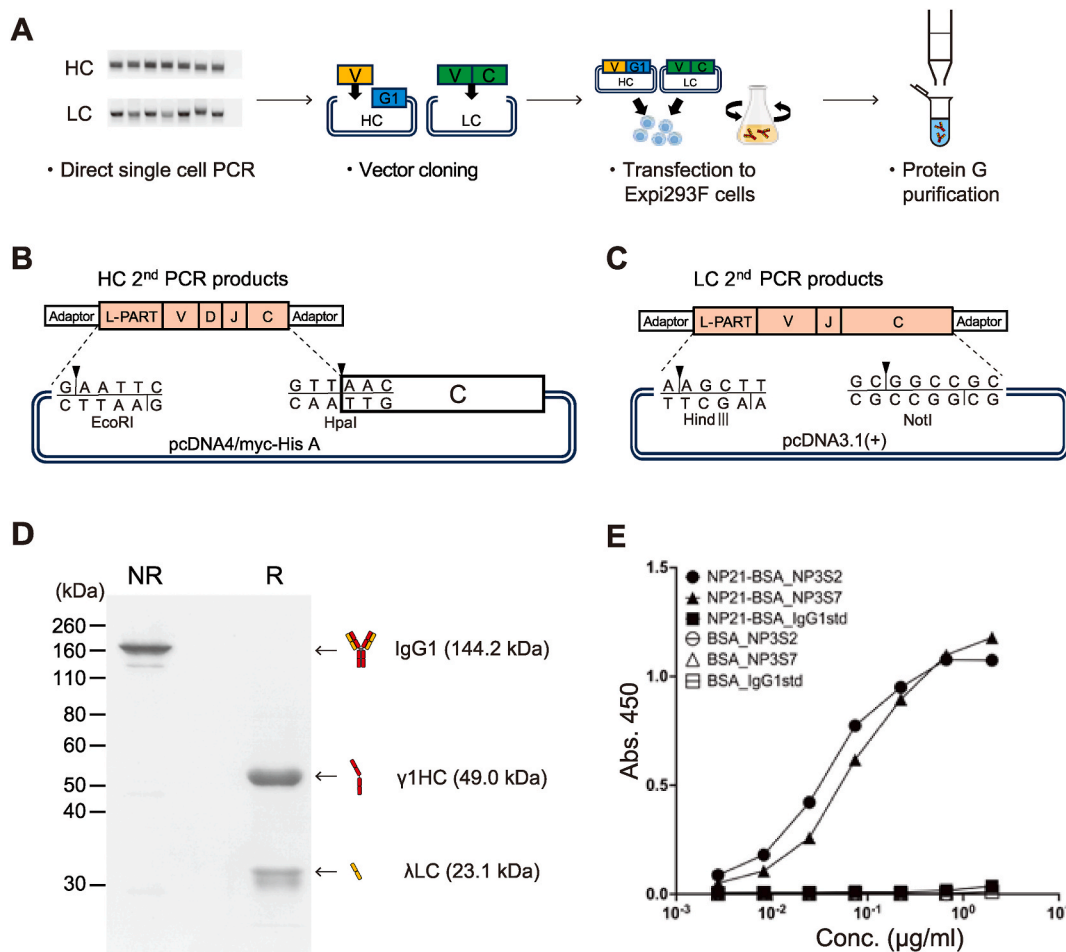 A
HC
LC
V
G1
HC
V C
LC
V G1
HC
V C
LC
・Direct single cell PCR
・Vector cloning
・Transfection to
Expi293F cells
・Protein G
purification
B
HC 2nd PCR products
Adaptor L-PART V D J C Adaptor
G A A T T C
C T T A A G
EcoRI
G T T A A C
C A A T T G
HpaI
C
pcDNA4/myc-His A
C
LC 2nd PCR products
Adaptor L-PART V J C Adaptor
A A G C T T
T T C G A A
HindIII
G C G G C C G C
C G C C G G C G
NotI
pcDNA3.1(+)
D
NR R
(kDa)
260
160
110
80
60
50
40
30
IgG1 (144.2 kDa)
γ1HC (49.0 kDa)
λLC (23.1 kDa)
E
NP21-BSA_NP3S2
NP21-BSA_NP3S7
NP21-BSA_IgG1std
BSA_NP3S2
BSA_NP3S7
BSA_IgG1std
Abs. 450
1.5
1.0
0.5
0.0
10-3 10-2 10-1 100 101
Conc. (μg/ml)